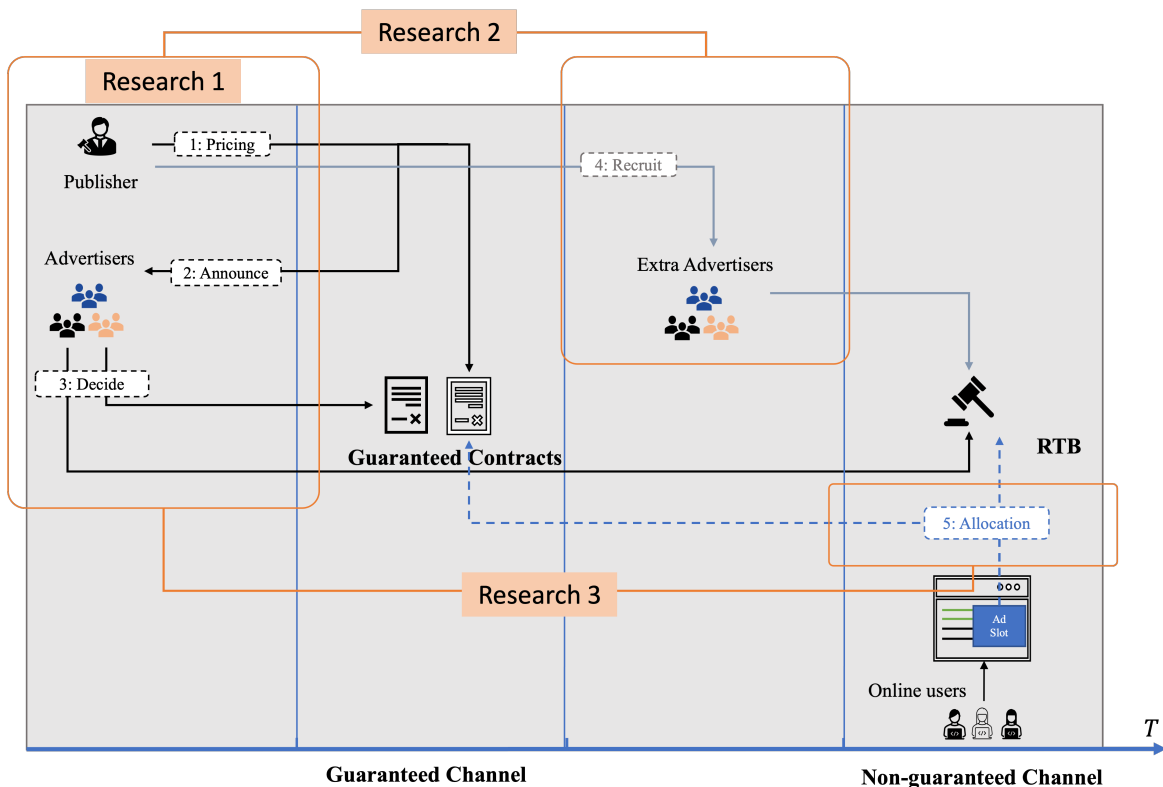 Research 2
Research 1
1: Pricing
Publisher
4: Recruit
Advertisers
2: Announce
Extra Advertisers
3: Decide
Guaranteed Contracts
RTB
5: Allocation
Research 3
Ad
Slot
Online users
T
Guaranteed Channel
Non-guaranteed Channel